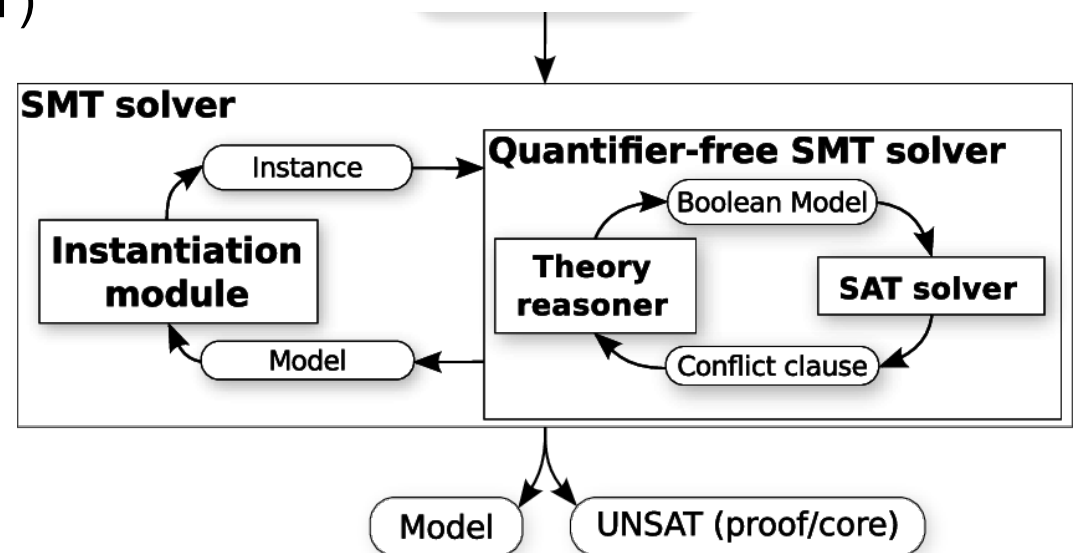 SMT solver
Quantifier-free SMT solver
Instance
Boolean Model
Instantiation
module
Theory
reasoner
SAT solver
Model
Conflict clause
Model
UNSAT (proof/core)